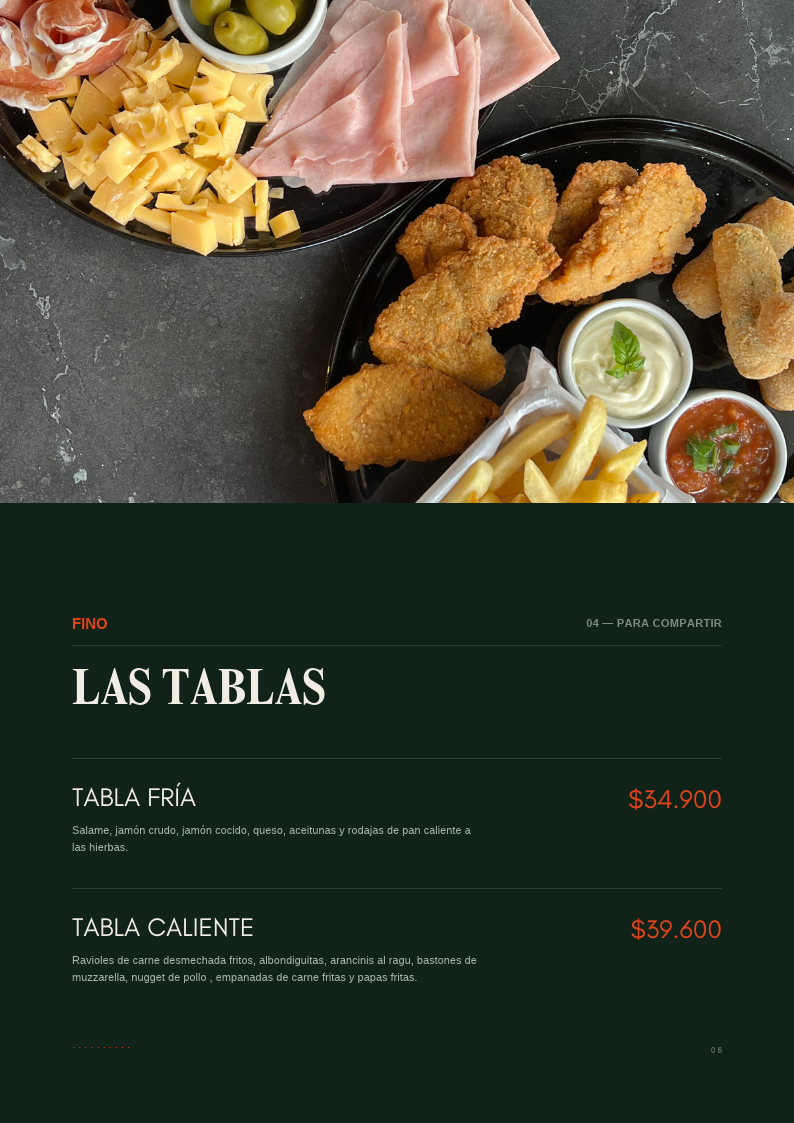 FINO
04 — PARA COMPARTIR
LAS TABLAS
TABLA FRÍA
$34.900
Salame, jamón crudo, jamón cocido, queso, aceitunas y rodajas de pan caliente a
las hierbas.
TABLA CALIENTE
$39.600
Ravioles de carne desmechada fritos, albondiguitas, arancinis al ragu, bastones de
muzzarella, nugget de pollo , empanadas de carne fritas y papas fritas.
. . . . . . . . . .
06